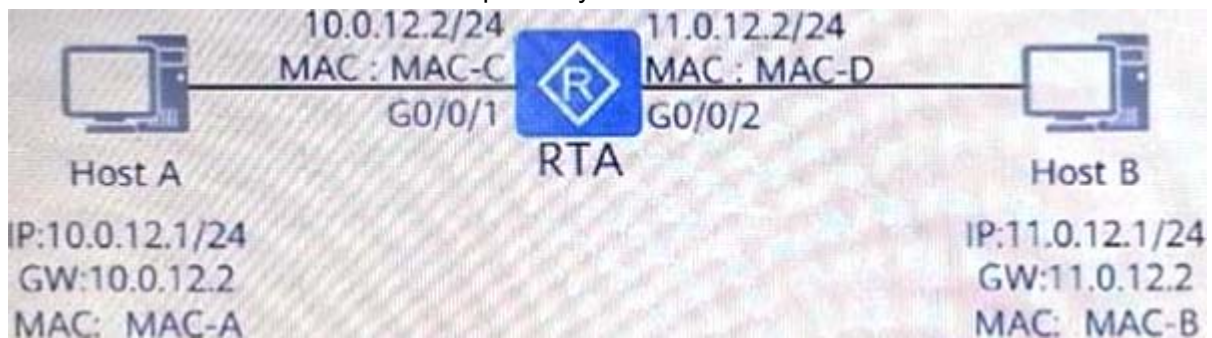 10.0.12.2/24
MAC : MAC-C
G0/0/1
11.0.12.2/24
MAC : MAC-D
G0/0/2
R
RTA
Host A
IP:10.0.12.1/24
GW:10.0.12.2
MAC: MAC-A
Host B
IP:11.0.12.1/24
GW:11.0.12.2
MAC: MAC-B